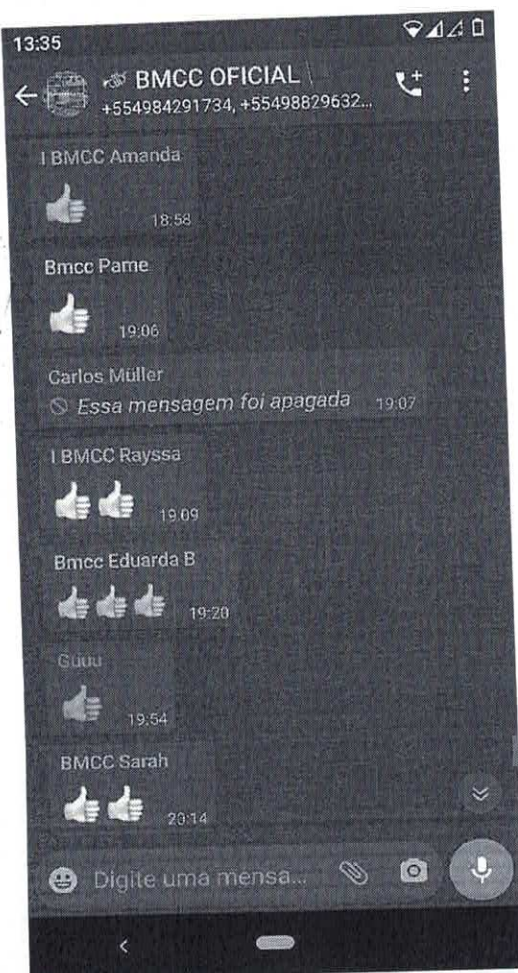 13:35
BMCC OFICIAL
+554984291734, +55498829632...
I BMCC Amanda
18:58
Bmcc Pame
19:06
Carlos Müller
Essa mensagem foi apagada 19:07
I BMCC Rayssa
19:09
Bmcc Eduarda B
19:20
Guuu
19:54
BMCC Sarah
20:14
Digite uma mensa...